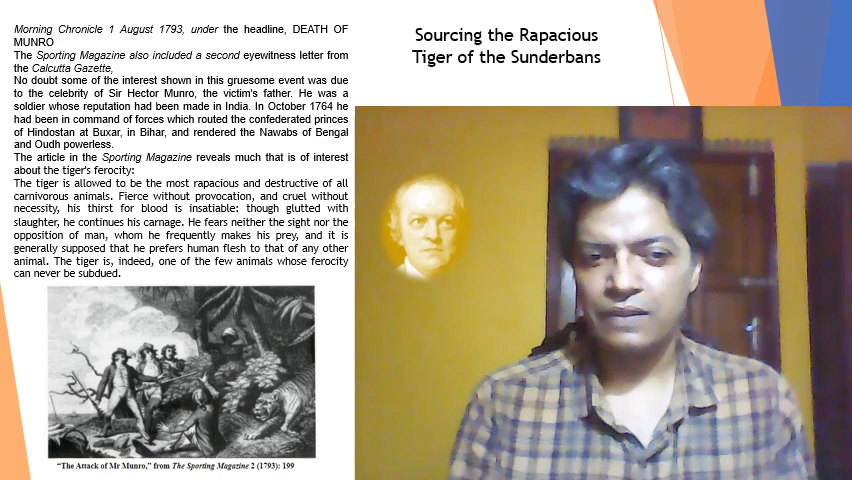 Morning Chronicle 1 August 1793, under the headline, DEATH OF
MUNRO
The Sporting Magazine also included a second eyewitness letter from
the Calcutta Gazette,
No doubt some of the interest shown in this gruesome event was due
to the celebrity of Sir Hector Munro, the victim's father. He was a
soldier whose reputation had been made in India. In October 1764 he
had been in command of forces which routed the confederated princes
of Hindostan at Buxar, in Bihar, and rendered the Nawabs of Bengal
and Oudh powerless.
The article in the Sporting Magazine reveals much that is of interest
about the tiger's ferocity:
The tiger is allowed to be the most rapacious and destructive of all
carnivorous animals. Fierce without provocation, and cruel without
necessity, his thirst for blood is insatiable: though glutted with
slaughter, he continues his carnage. He fears neither the sight nor the
opposition of man, whom he frequently makes his prey, and it is
generally supposed that he prefers human flesh to that of any other
animal. The tiger is, indeed, one of the few animals whose ferocity
can never be subdued.
"The Attack of Mr Munro," from The Sporting Magazine 2 (1793): 199
Sourcing the Rapacious
Tiger of the Sunderbans